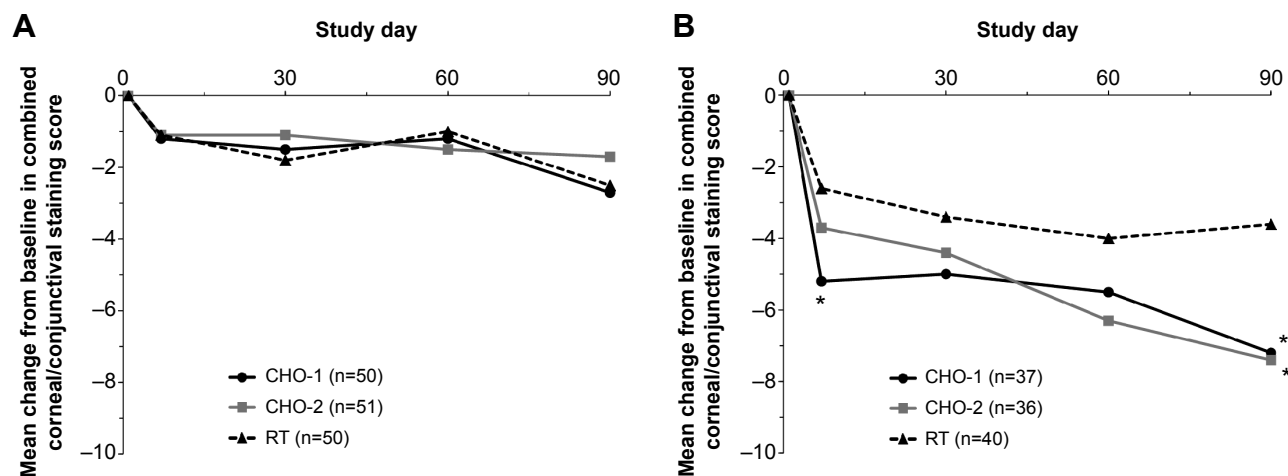 A
Study day
0 30 60 90
Mean change from baseline in combined
corneal/conjunctival staining score
0
–2
–4
–6
–8
–10
CHO-1 (n=50)
CHO-2 (n=51)
RT (n=50)
B
Study day
0 30 60 90
Mean change from baseline in combined
corneal/conjunctival staining score
0
–2
–4
–6
–8
–10
*
*
*
CHO-1 (n=37)
CHO-2 (n=36)
RT (n=40)